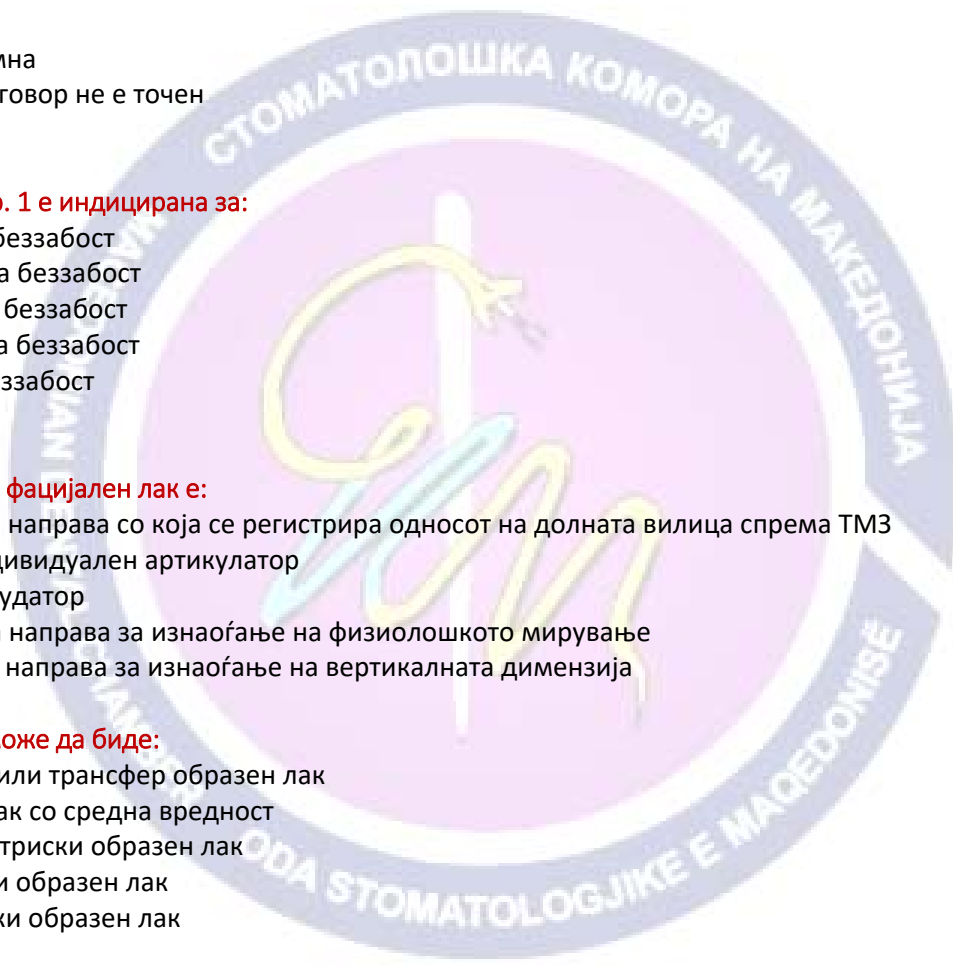 мна
говор не е точен
р. 1 е индицирана за:
беззабост
а беззабост
беззабост
а беззабост
еззабост
фацијален лак е:
направа со која се регистрира односот на долната вилица спрема ТМЗ
дивидуален артикулатор
удатор
а направа за изнаоѓање на физиолошкото мирување
направа за изнаоѓање на вертикалната димензија
може да биде:
или трансфер образен лак
ак со средна вредност
триски образен лак
и образен лак
ки образен лак
СТОМАТОЛОШКА КОМОРА НА МАКЕДОНИЈА
ODA STOMATOLOGJIKE E MAQEDONISË